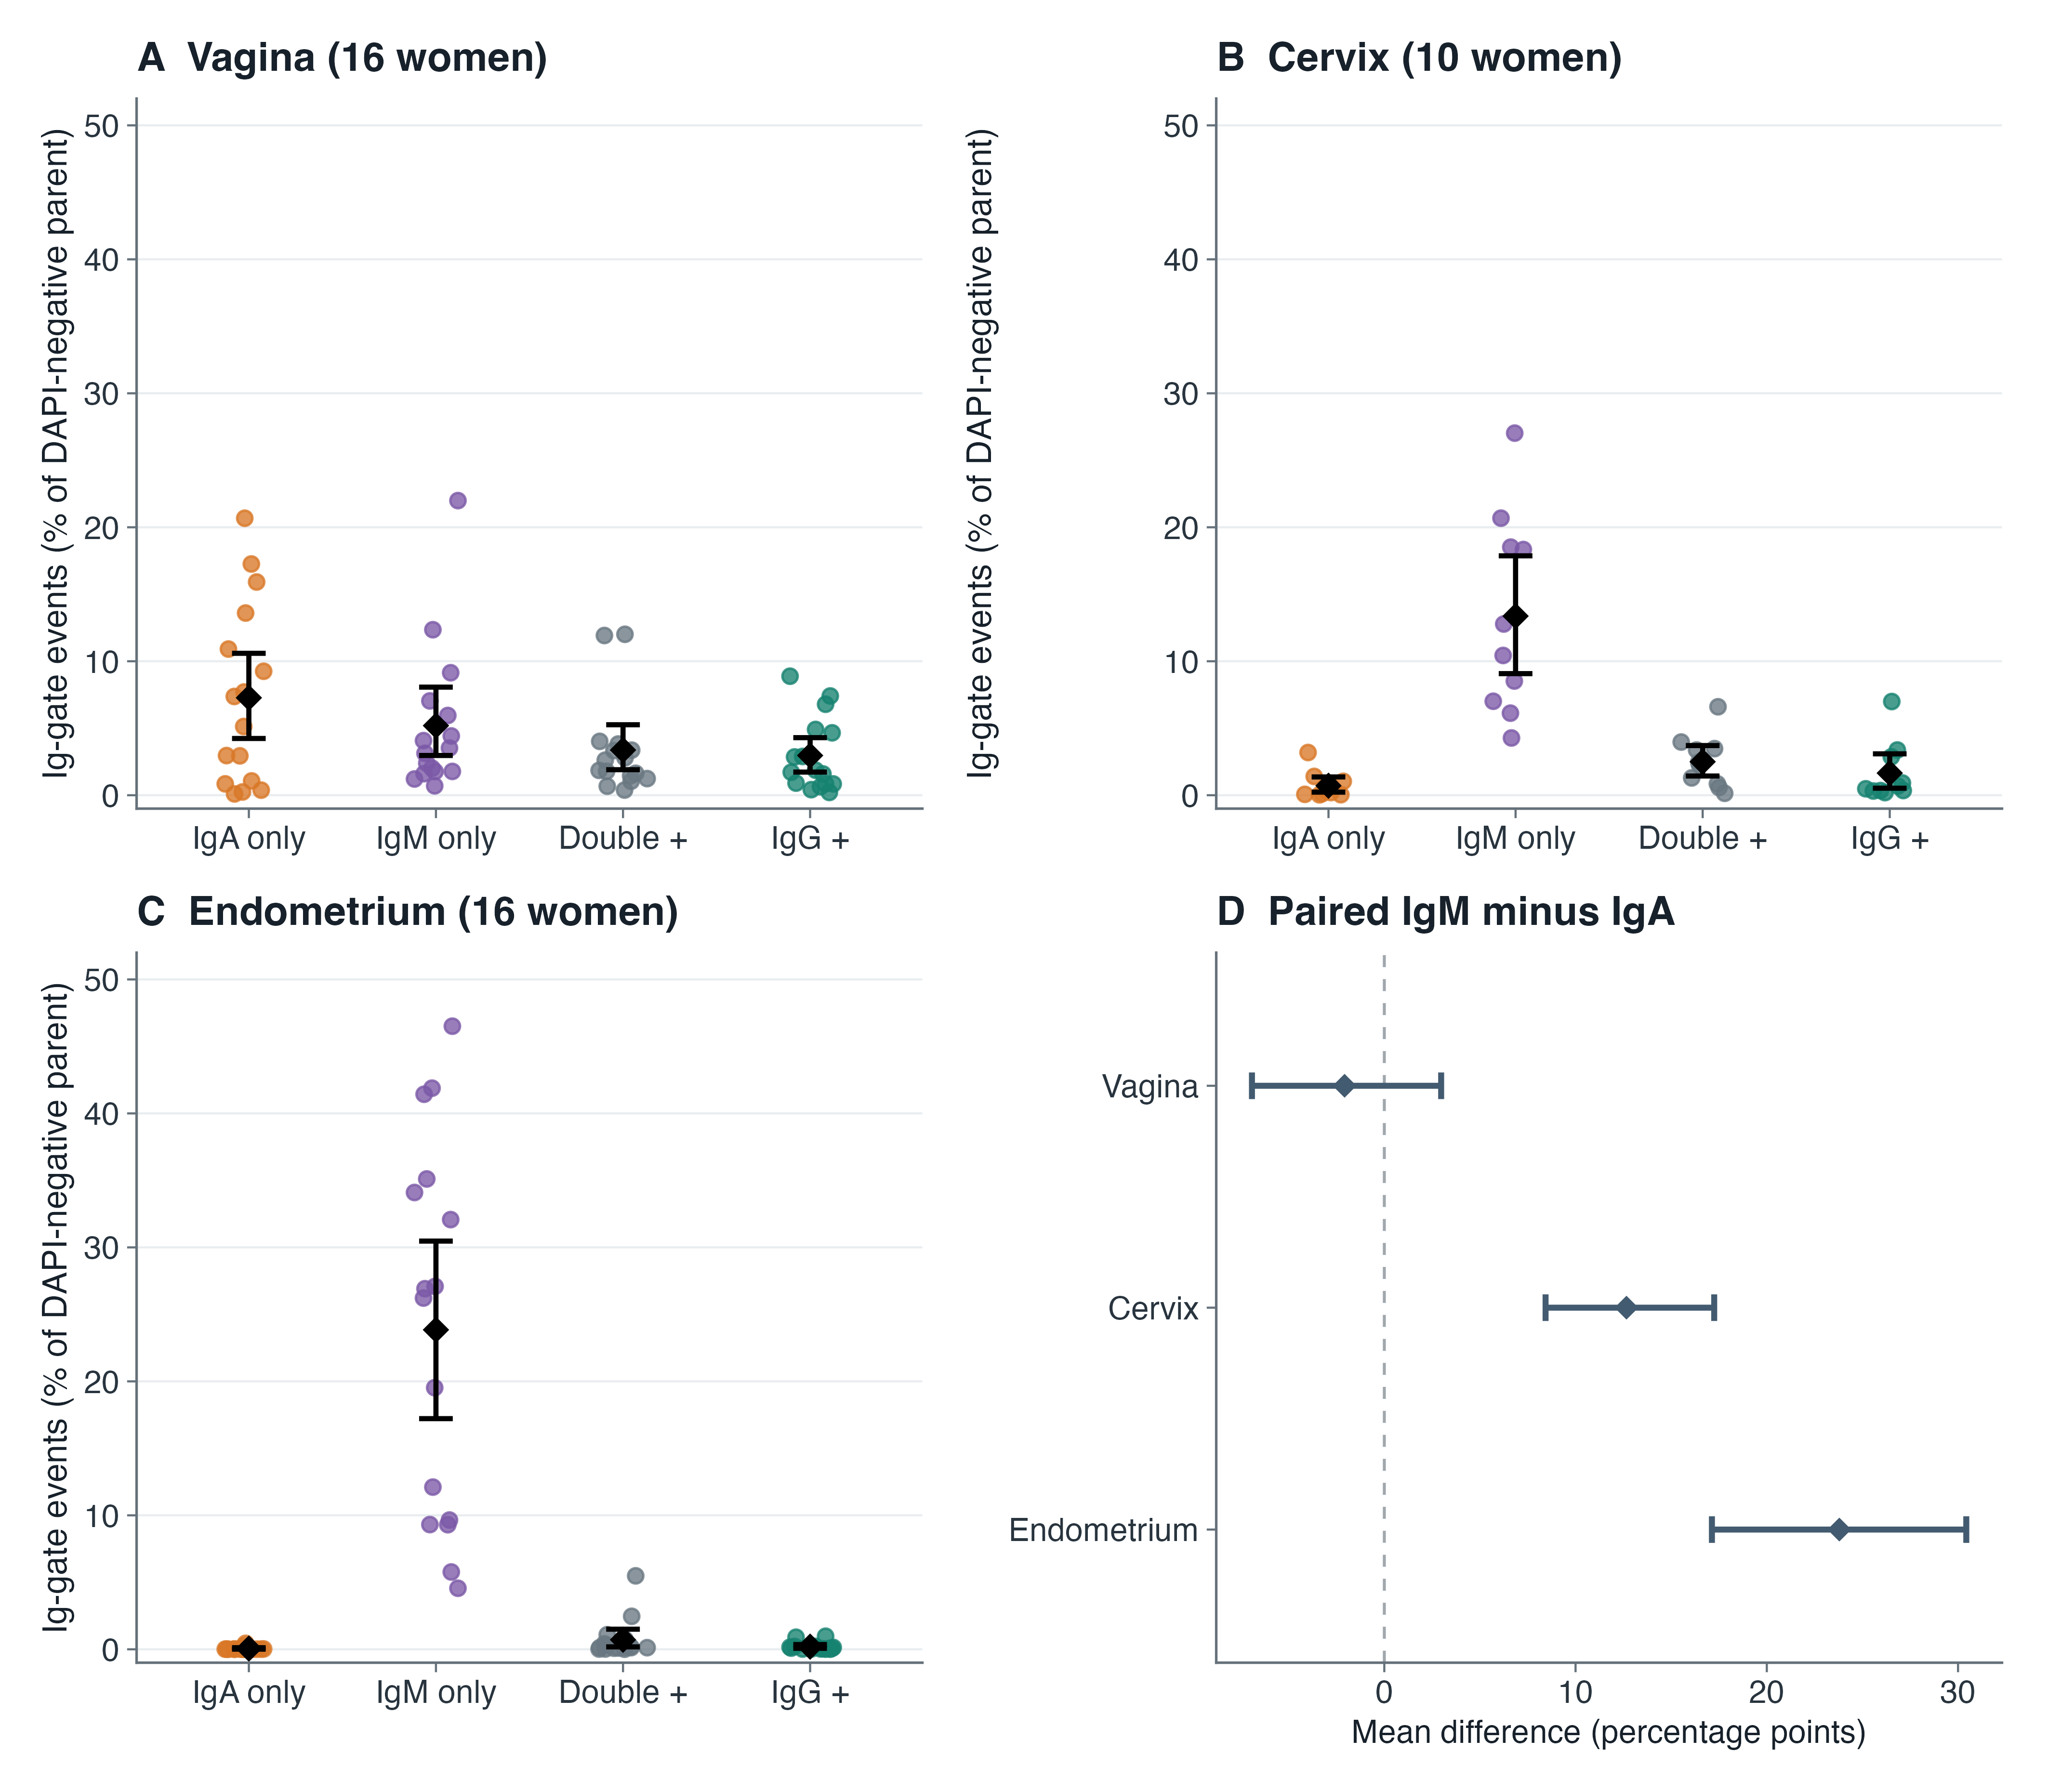 A Vagina (16 women)
Ig-gate events (% of DAPI-negative parent)
50
40
30
20
10
0
IgA only IgM only Double + IgG +
B Cervix (10 women)
Ig-gate events (% of DAPI-negative parent)
50
40
30
20
10
0
IgA only IgM only Double + IgG +
C Endometrium (16 women)
Ig-gate events (% of DAPI-negative parent)
50
40
30
20
10
0
IgA only IgM only Double + IgG +
D Paired IgM minus IgA
Vagina
Cervix
Endometrium
0 10 20 30
Mean difference (percentage points)